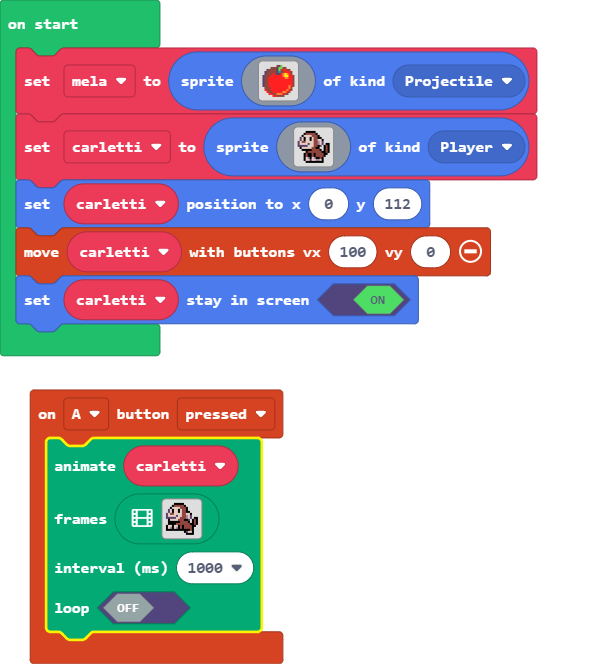 on start
set mela to sprite of kind Projectile
set carletti to sprite of kind Player
set carletti position to x 0 y 112
move carletti with buttons vx 100 vy 0
set carletti stay in screen ON
on A button pressed
animate carletti
frames
interval (ms) 1000
loop OFF